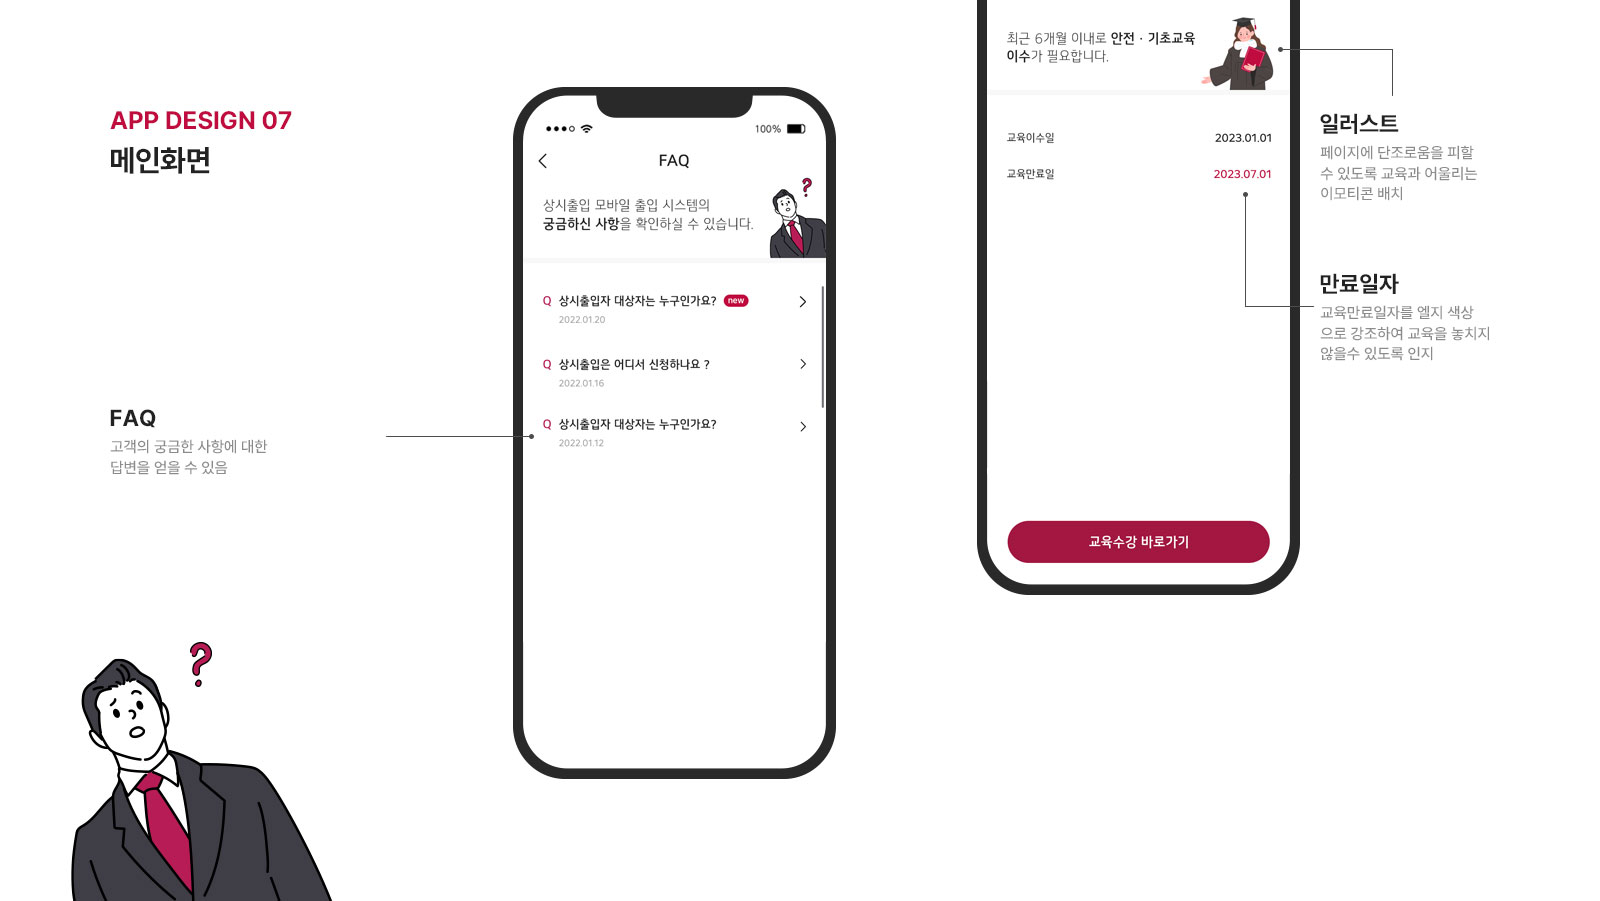 APP DESIGN 07
메인화면
FAQ
고객의 궁금한 사항에 대한
답변을 얻을 수 있음
?
100%
FAQ
상시출입 모바일 출입 시스템의
궁금하신 사항을 확인하실 수 있습니다.
?
Q 상시출입자 대상자는 누구인가요? new
2022.01.20
Q 상시출입은 어디서 신청하나요 ?
2022.01.16
Q 상시출입자 대상자는 누구인가요?
2022.01.12
최근 6개월 이내로 안전 · 기초교육
이수가 필요합니다.
교육이수일 2023.01.01
교육만료일 2023.07.01
교육수강 바로가기
일러스트
페이지에 단조로움을 피할
수 있도록 교육과 어울리는
이모티콘 배치
만료일자
교육만료일자를 엘지 색상
으로 강조하여 교육을 놓치지
않을수 있도록 인지